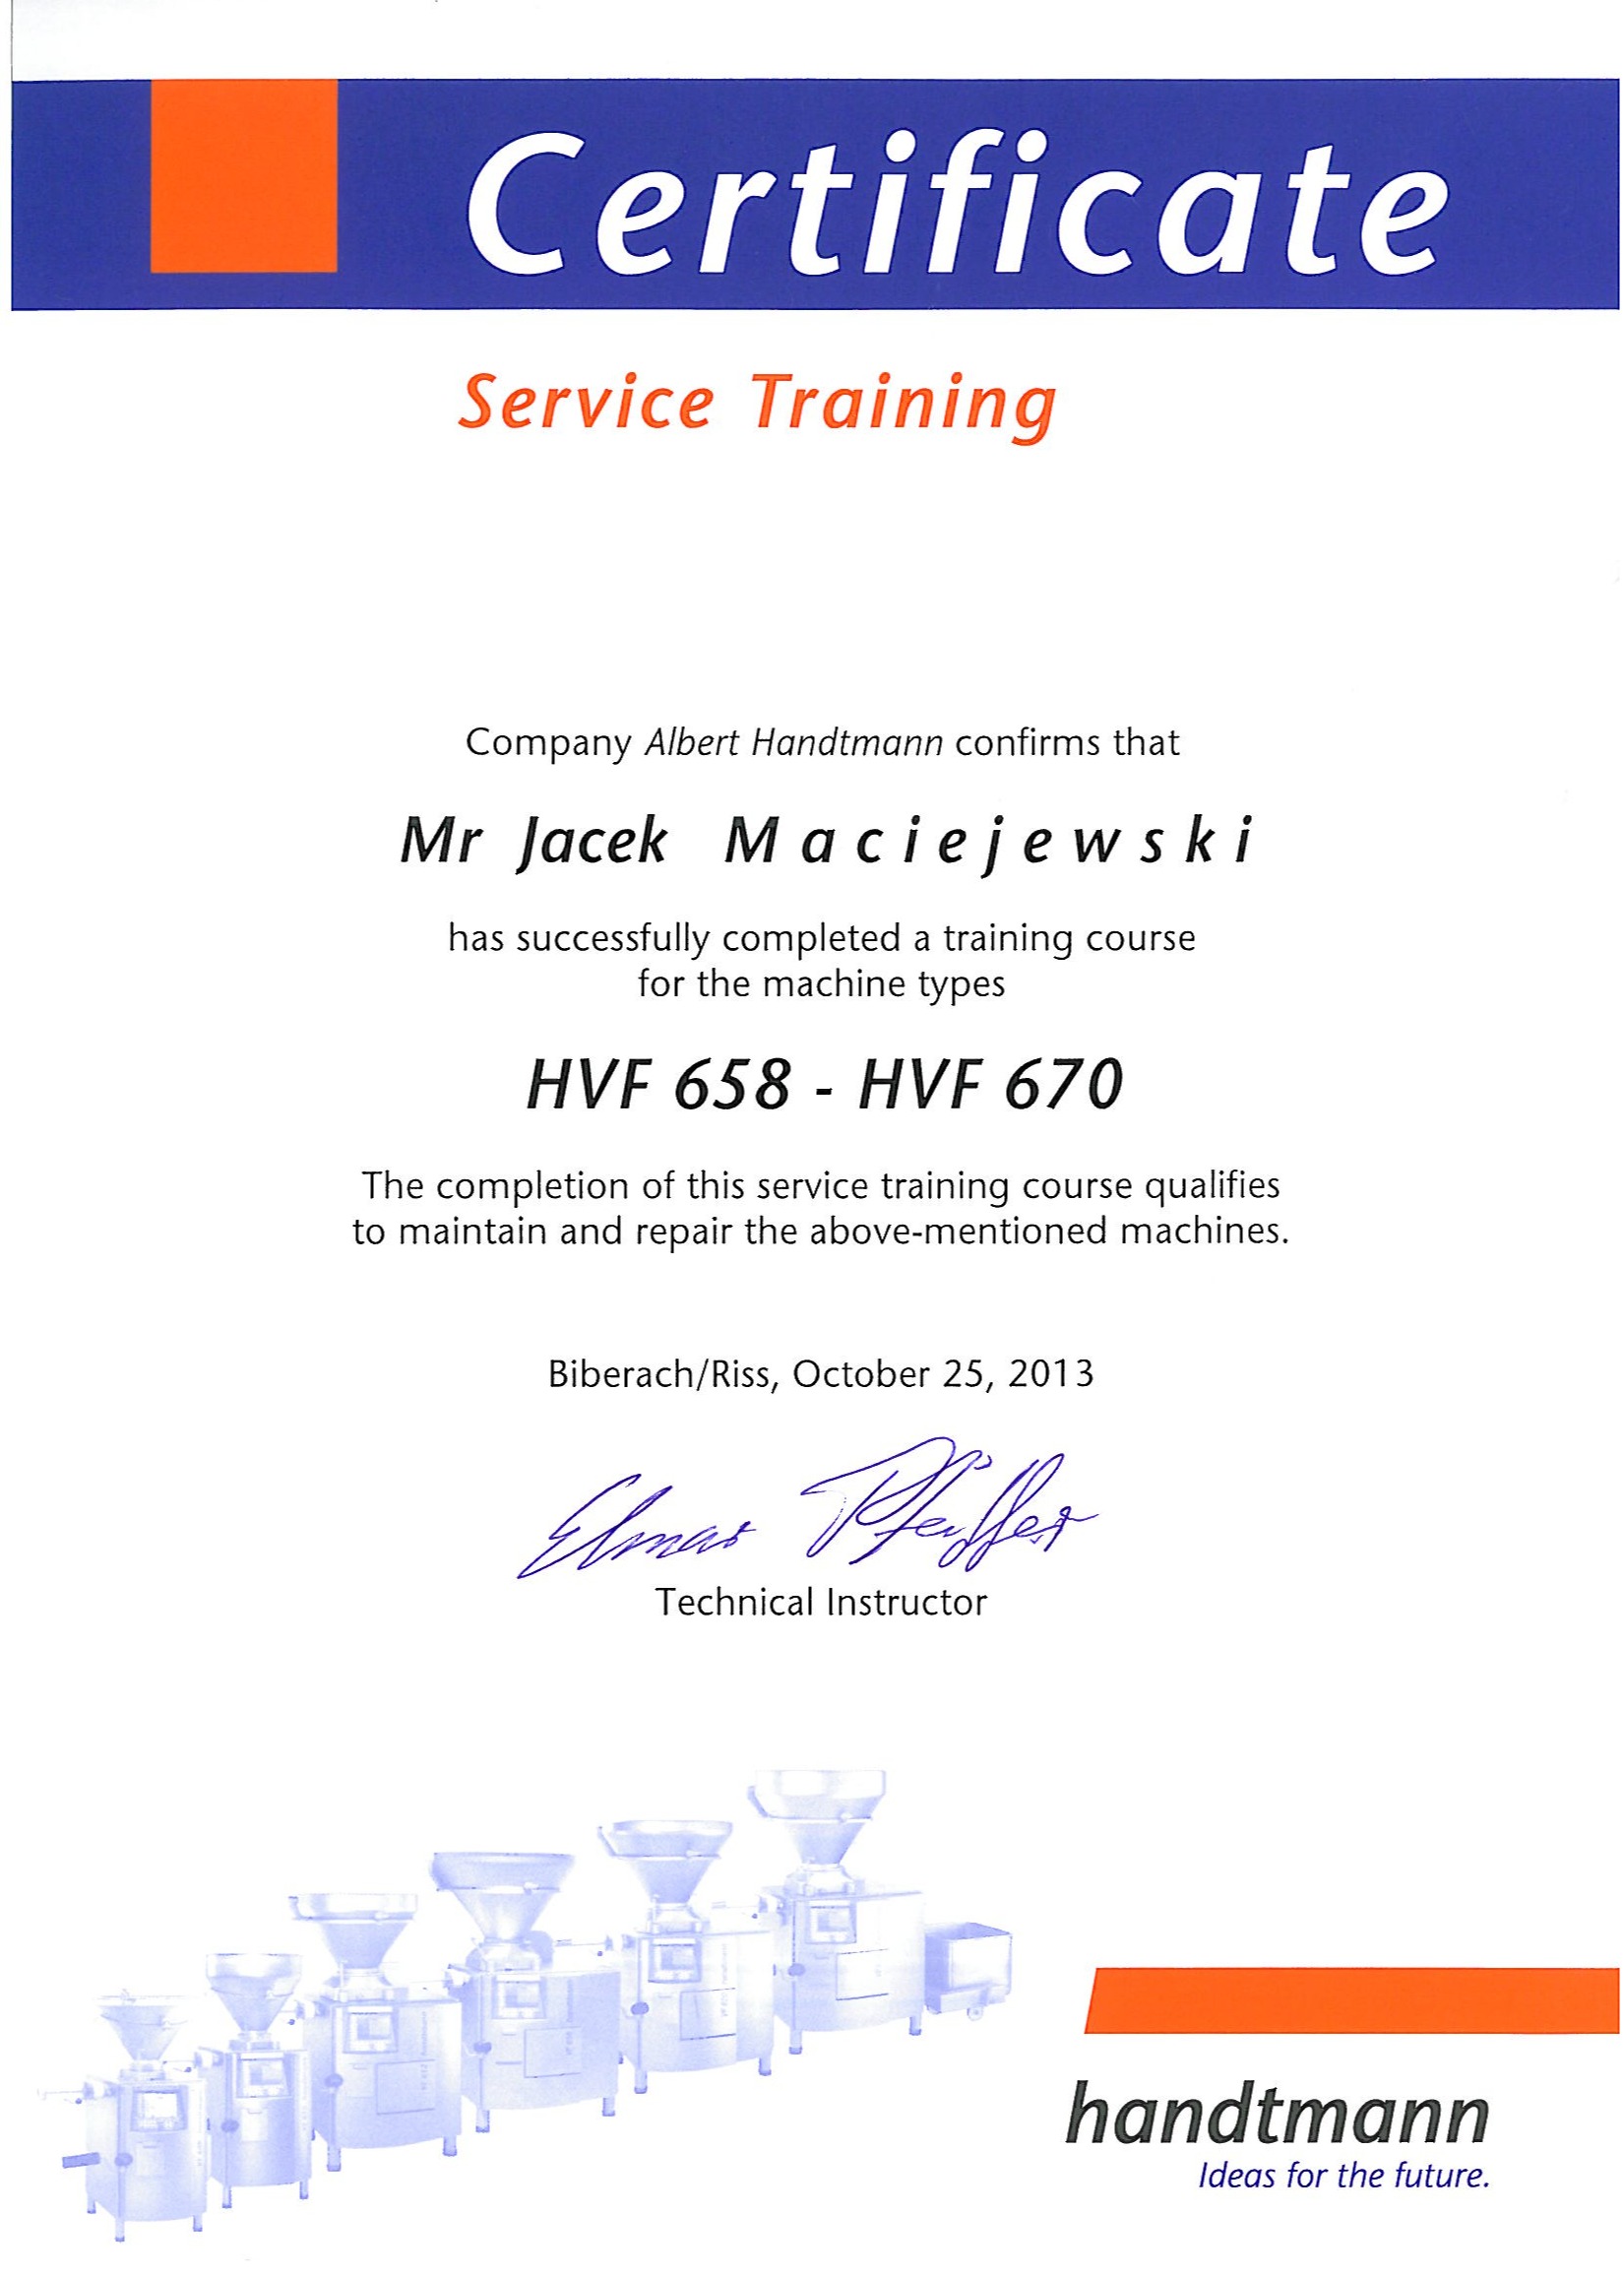 Certificate
Service Training
Company Albert Handtmann confirms that
Mr Jacek Maciejewski
has successfully completed a training course
for the machine types
HVF 658 - HVF 670
The completion of this service training course qualifies
to maintain and repair the above-mentioned machines.
Biberach/Riss, October 25, 2013
Elmar Pfeiffer
Technical Instructor
handtmann
Ideas for the future.